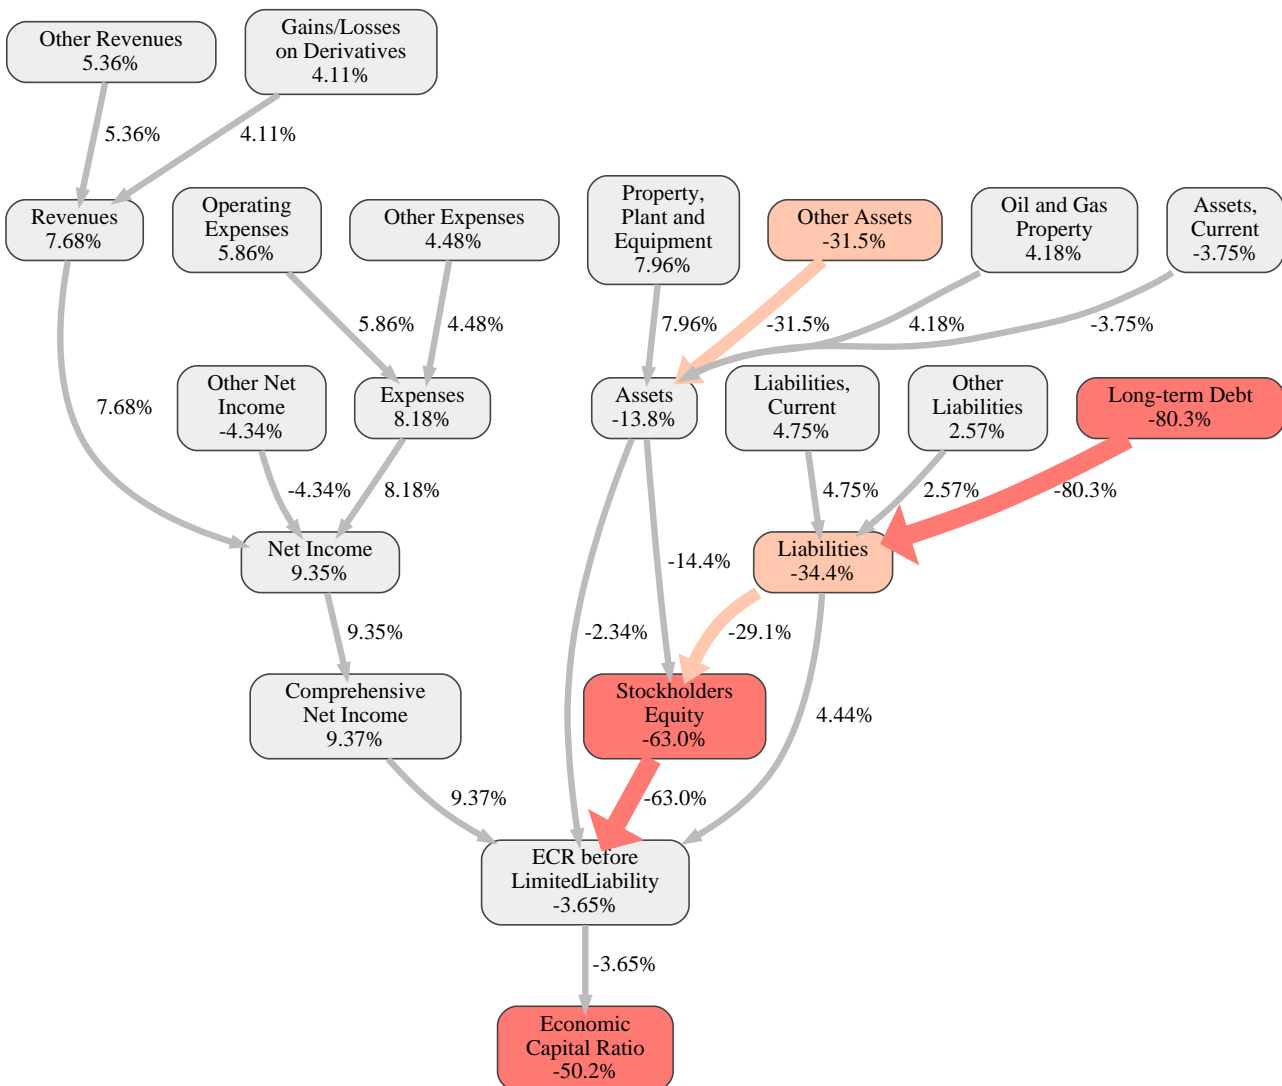 Other Revenues
5.36%
Gains/Losses
on Derivatives
4.11%
5.36%
4.11%
Revenues
7.68%
Operating
Expenses
5.86%
Other Expenses
4.48%
Property,
Plant and
Equipment
7.96%
Other Assets
-31.5%
Oil and Gas
Property
4.18%
Assets,
Current
-3.75%
5.86%
4.48%
7.96%
-31.5%
4.18%
-3.75%
7.68%
Other Net
Income
-4.34%
Expenses
8.18%
Assets
-13.8%
Liabilities,
Current
4.75%
Other
Liabilities
2.57%
Long-term Debt
-80.3%
-4.34%
8.18%
4.75%
2.57%
-80.3%
Net Income
9.35%
-14.4%
Liabilities
-34.4%
9.35%
-2.34%
-29.1%
Comprehensive
Net Income
9.37%
Stockholders
Equity
-63.0%
4.44%
9.37%
-63.0%
ECR before
LimitedLiability
-3.65%
-3.65%
Economic
Capital Ratio
-50.2%